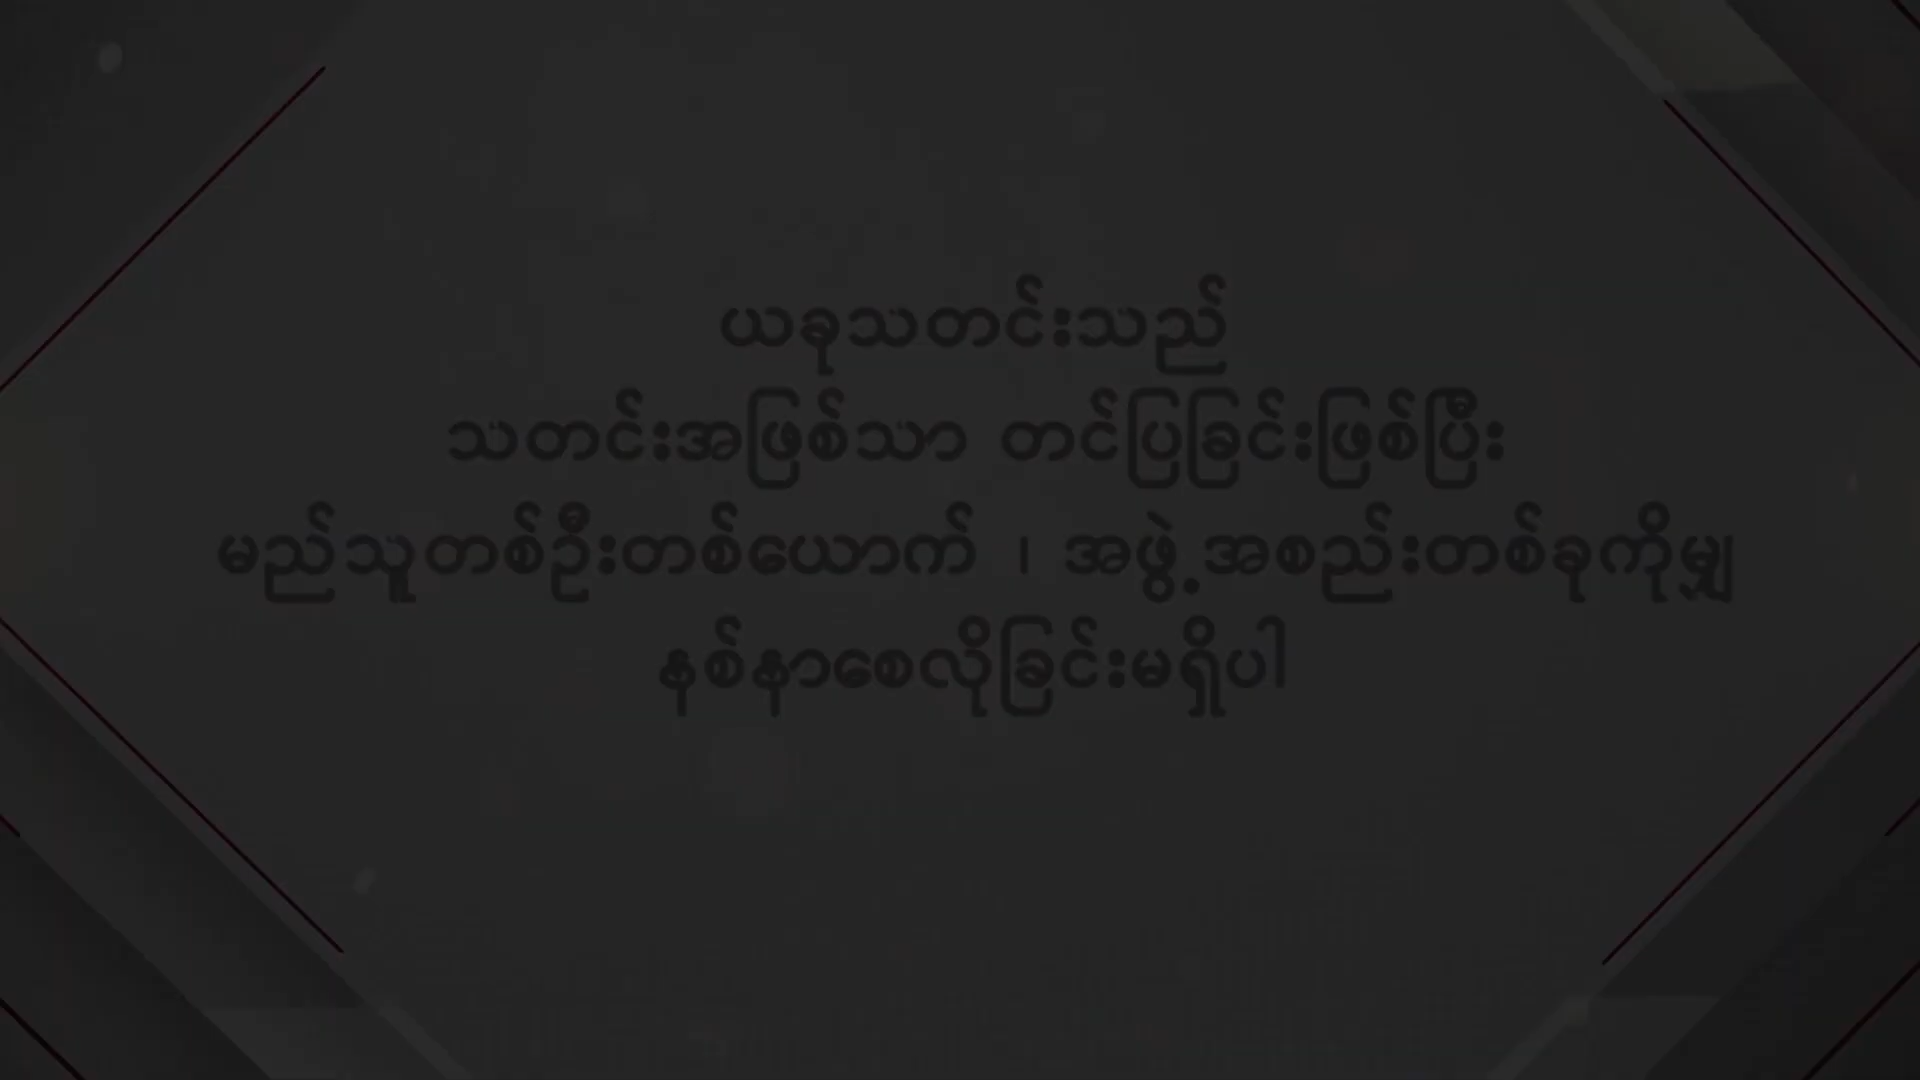 ယခုသတင်းသည်
သတင်းအဖြစ်သာ တင်ပြခြင်းဖြစ်ပြီး
မည်သူတစ်ဦးတစ်ယောက် ၊ အဖွဲ့အစည်းတစ်ခုကိုမျှ
နစ်နာစေလိုခြင်းမရှိပါ